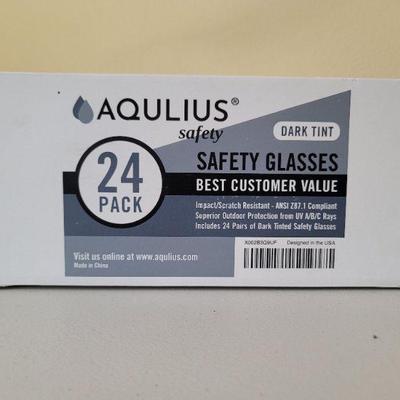 AQULIUS®
safety
DARK TINT
24
PACK
SAFETY GLASSES
BEST CUSTOMER VALUE
Impact/Scratch Resistant - ANSI Z87.1 Compliant
Superior Outdoor Protection from UV A/B/C Rays
Includes 24 Pairs of Dark Tinted Safety Glasses
X002B3Q9UF Designed in the USA
Visit us online at www.aqulius.com
Made in China